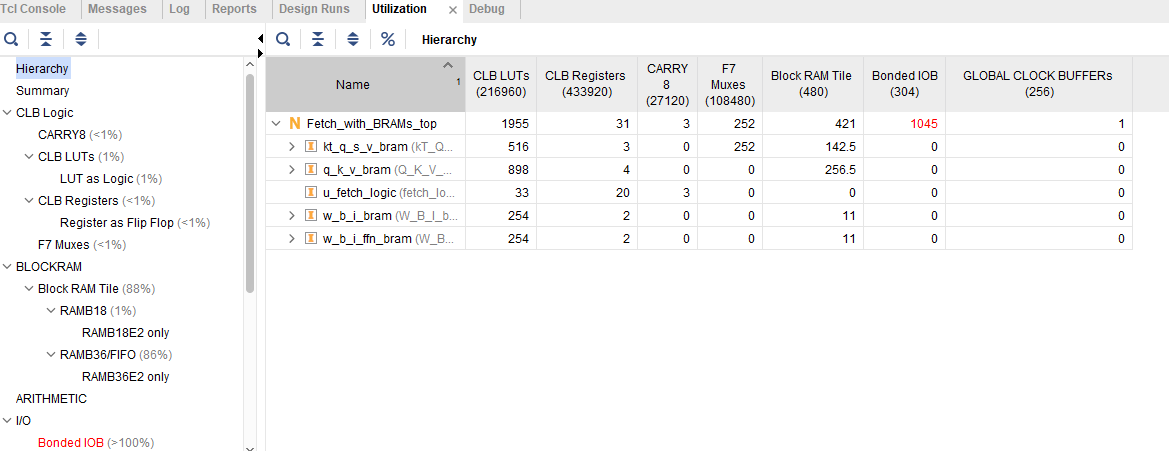 Tcl Console Messages Log Reports Design Runs Utilization × Debug
Hierarchy
Hierarchy
Summary
CLB Logic
CARRY8 (<1%)
CLB LUTs (1%)
LUT as Logic (1%)
CLB Registers (<1%)
Register as Flip Flop (<1%)
F7 Muxes (<1%)
BLOCKRAM
Block RAM Tile (88%)
RAMB18 (1%)
RAMB18E2 only
RAMB36/FIFO (86%)
RAMB36E2 only
ARITHMETIC
I/O
Bonded IOB (>100%)
Name 1 CLB LUTs (216960) CLB Registers (433920) CARRY8 (27120) F7 Muxes (108480) Block RAM Tile (480) Bonded IOB (304) GLOBAL CLOCK BUFFERs (256)
N Fetch_with_BRAMs_top 1955 31 3 252 421 1045 1
I kt_q_s_v_bram (kT_Q... 516 3 0 252 142.5 0 0
I q_k_v_bram (Q_K_V_... 898 4 0 0 256.5 0 0
I u_fetch_logic (fetch_lo... 33 20 3 0 0 0 0
I w_b_i_bram (W_B_I_b... 254 2 0 0 11 0 0
I w_b_i_ffn_bram (W_B... 254 2 0 0 11 0 0